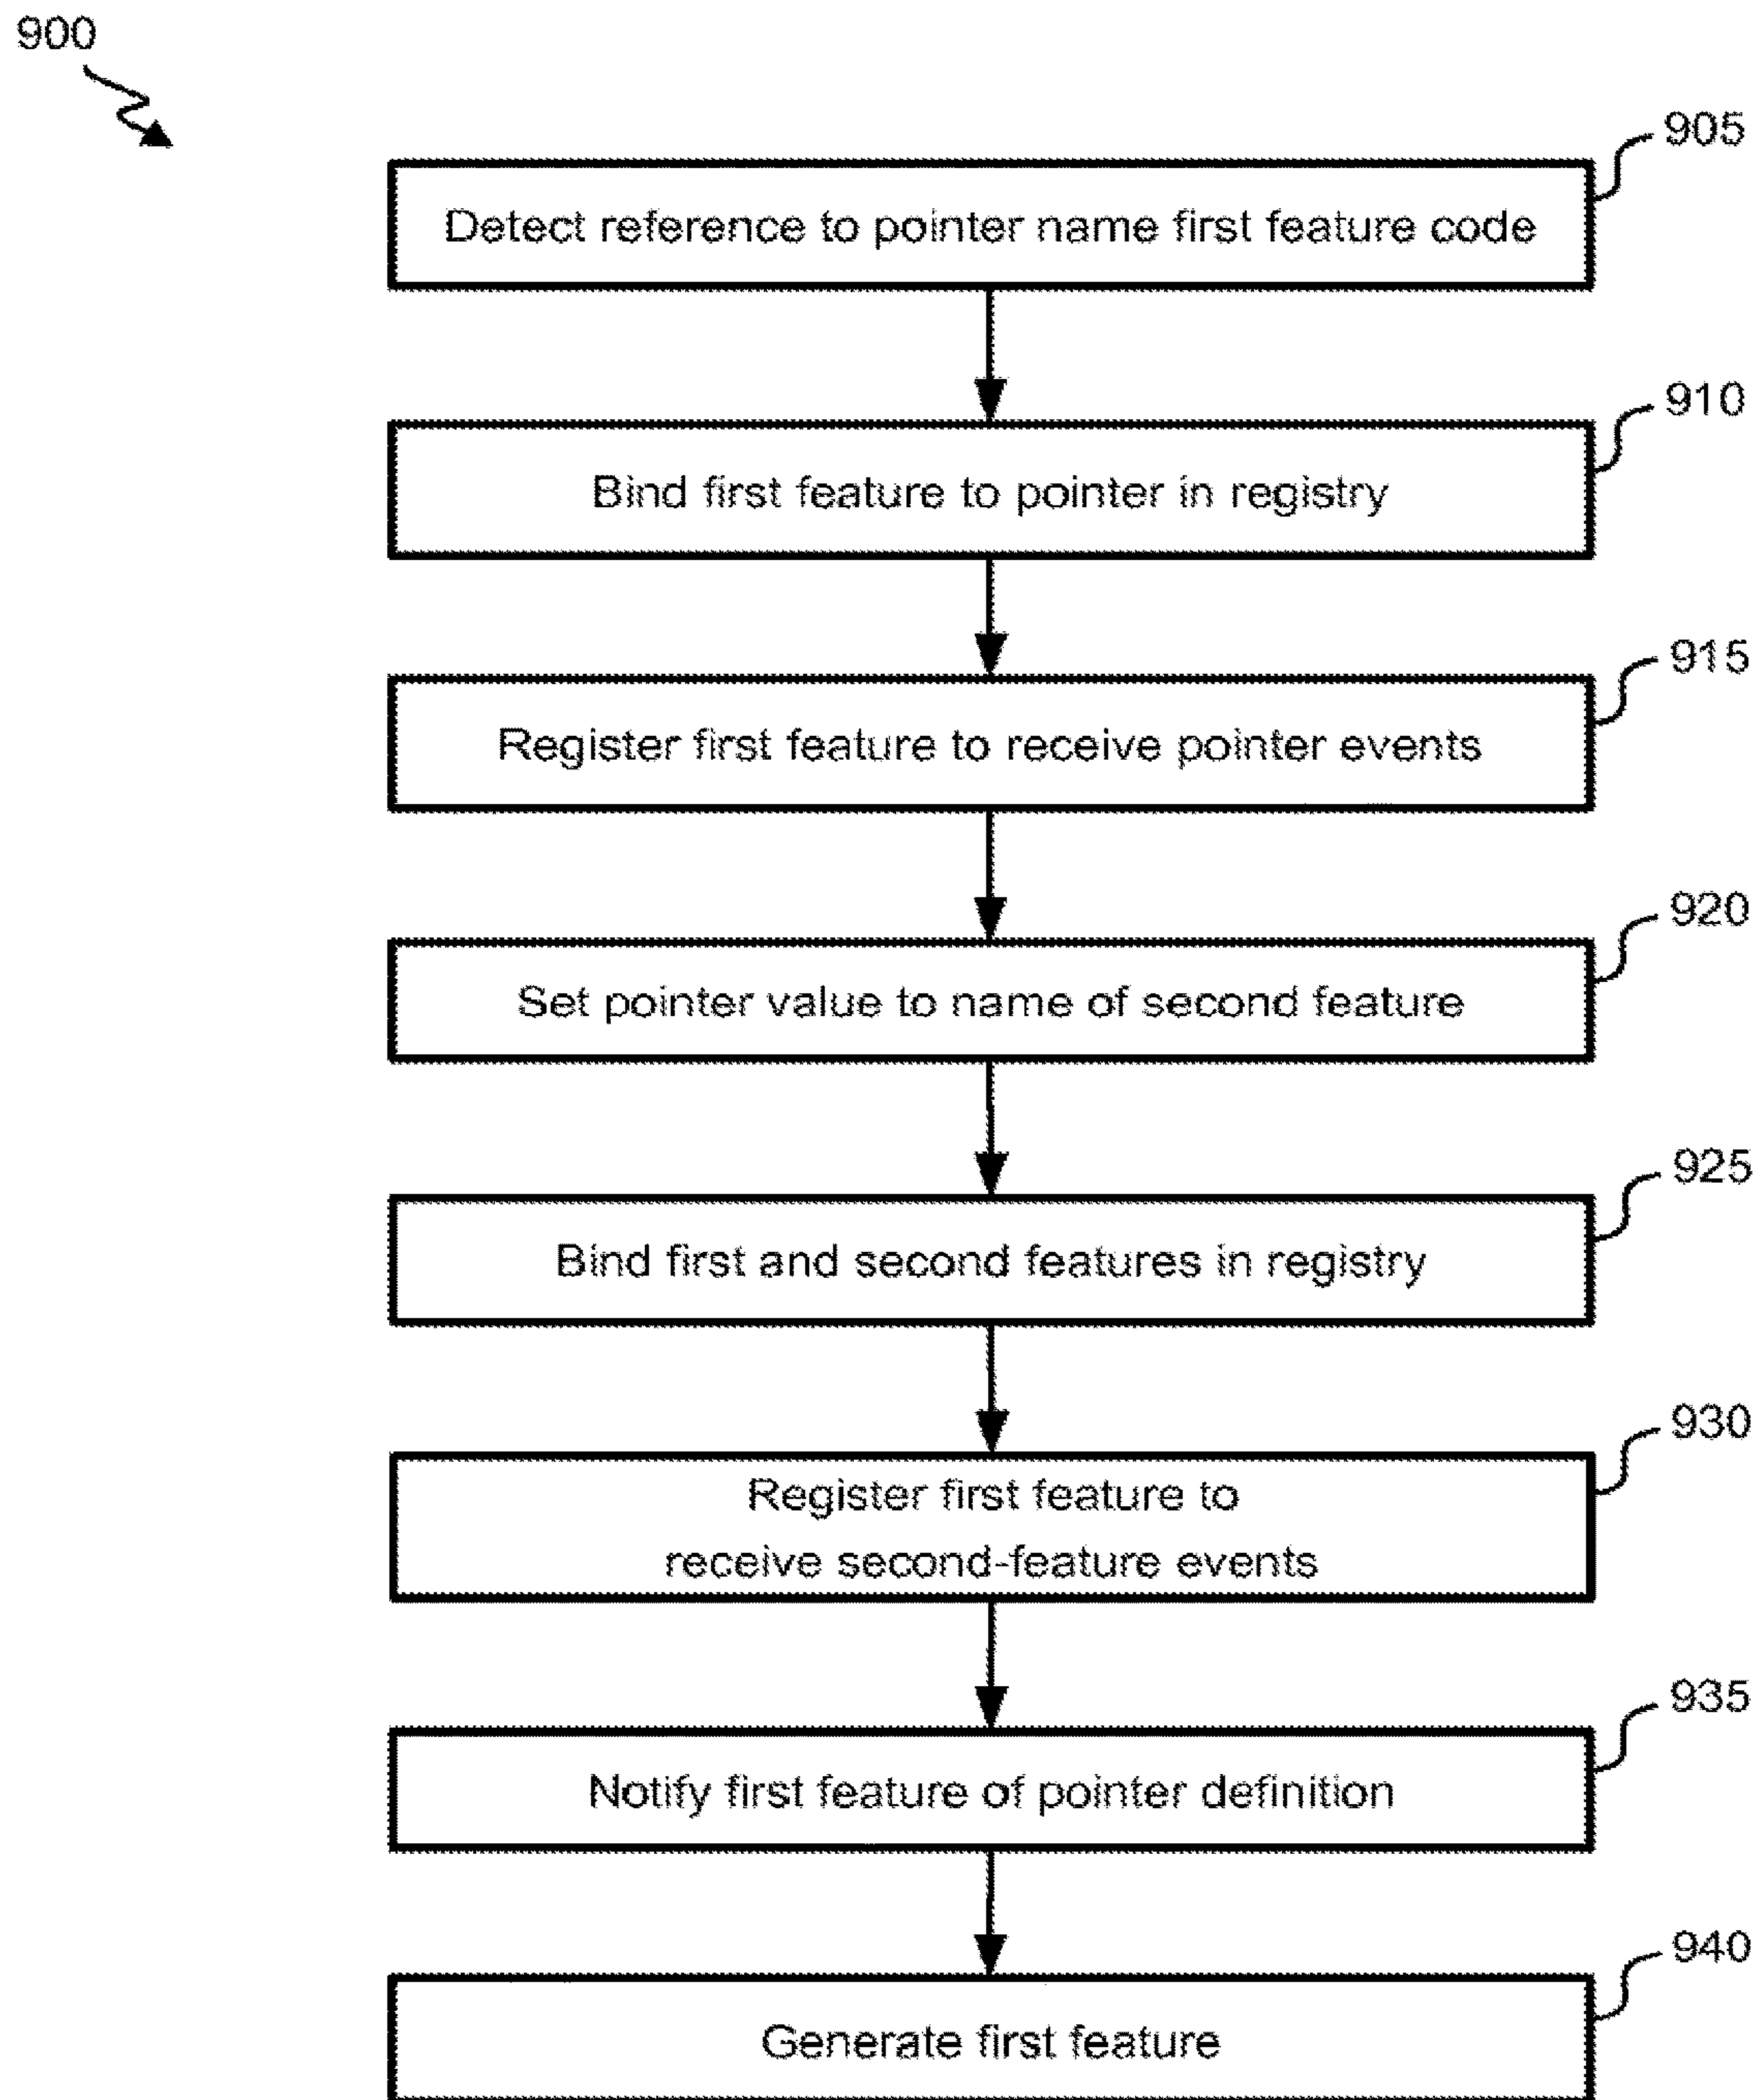 900
905
Detect reference to pointer name first feature code
910
Bind first feature to pointer in registry
915
Register first feature to receive pointer events
920
Set pointer value to name of second feature
925
Bind first and second features in registry
930
Register first feature to
receive second-feature events
935
Notify first feature of pointer definition
940
Generate first feature